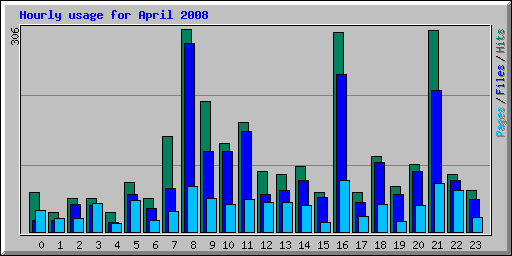 Hourly usage for April 2008
306
Pages / Files / Hits
0 1 2 3 4 5 6 7 8 9 10 11 12 13 14 15 16 17 18 19 20 21 22 23